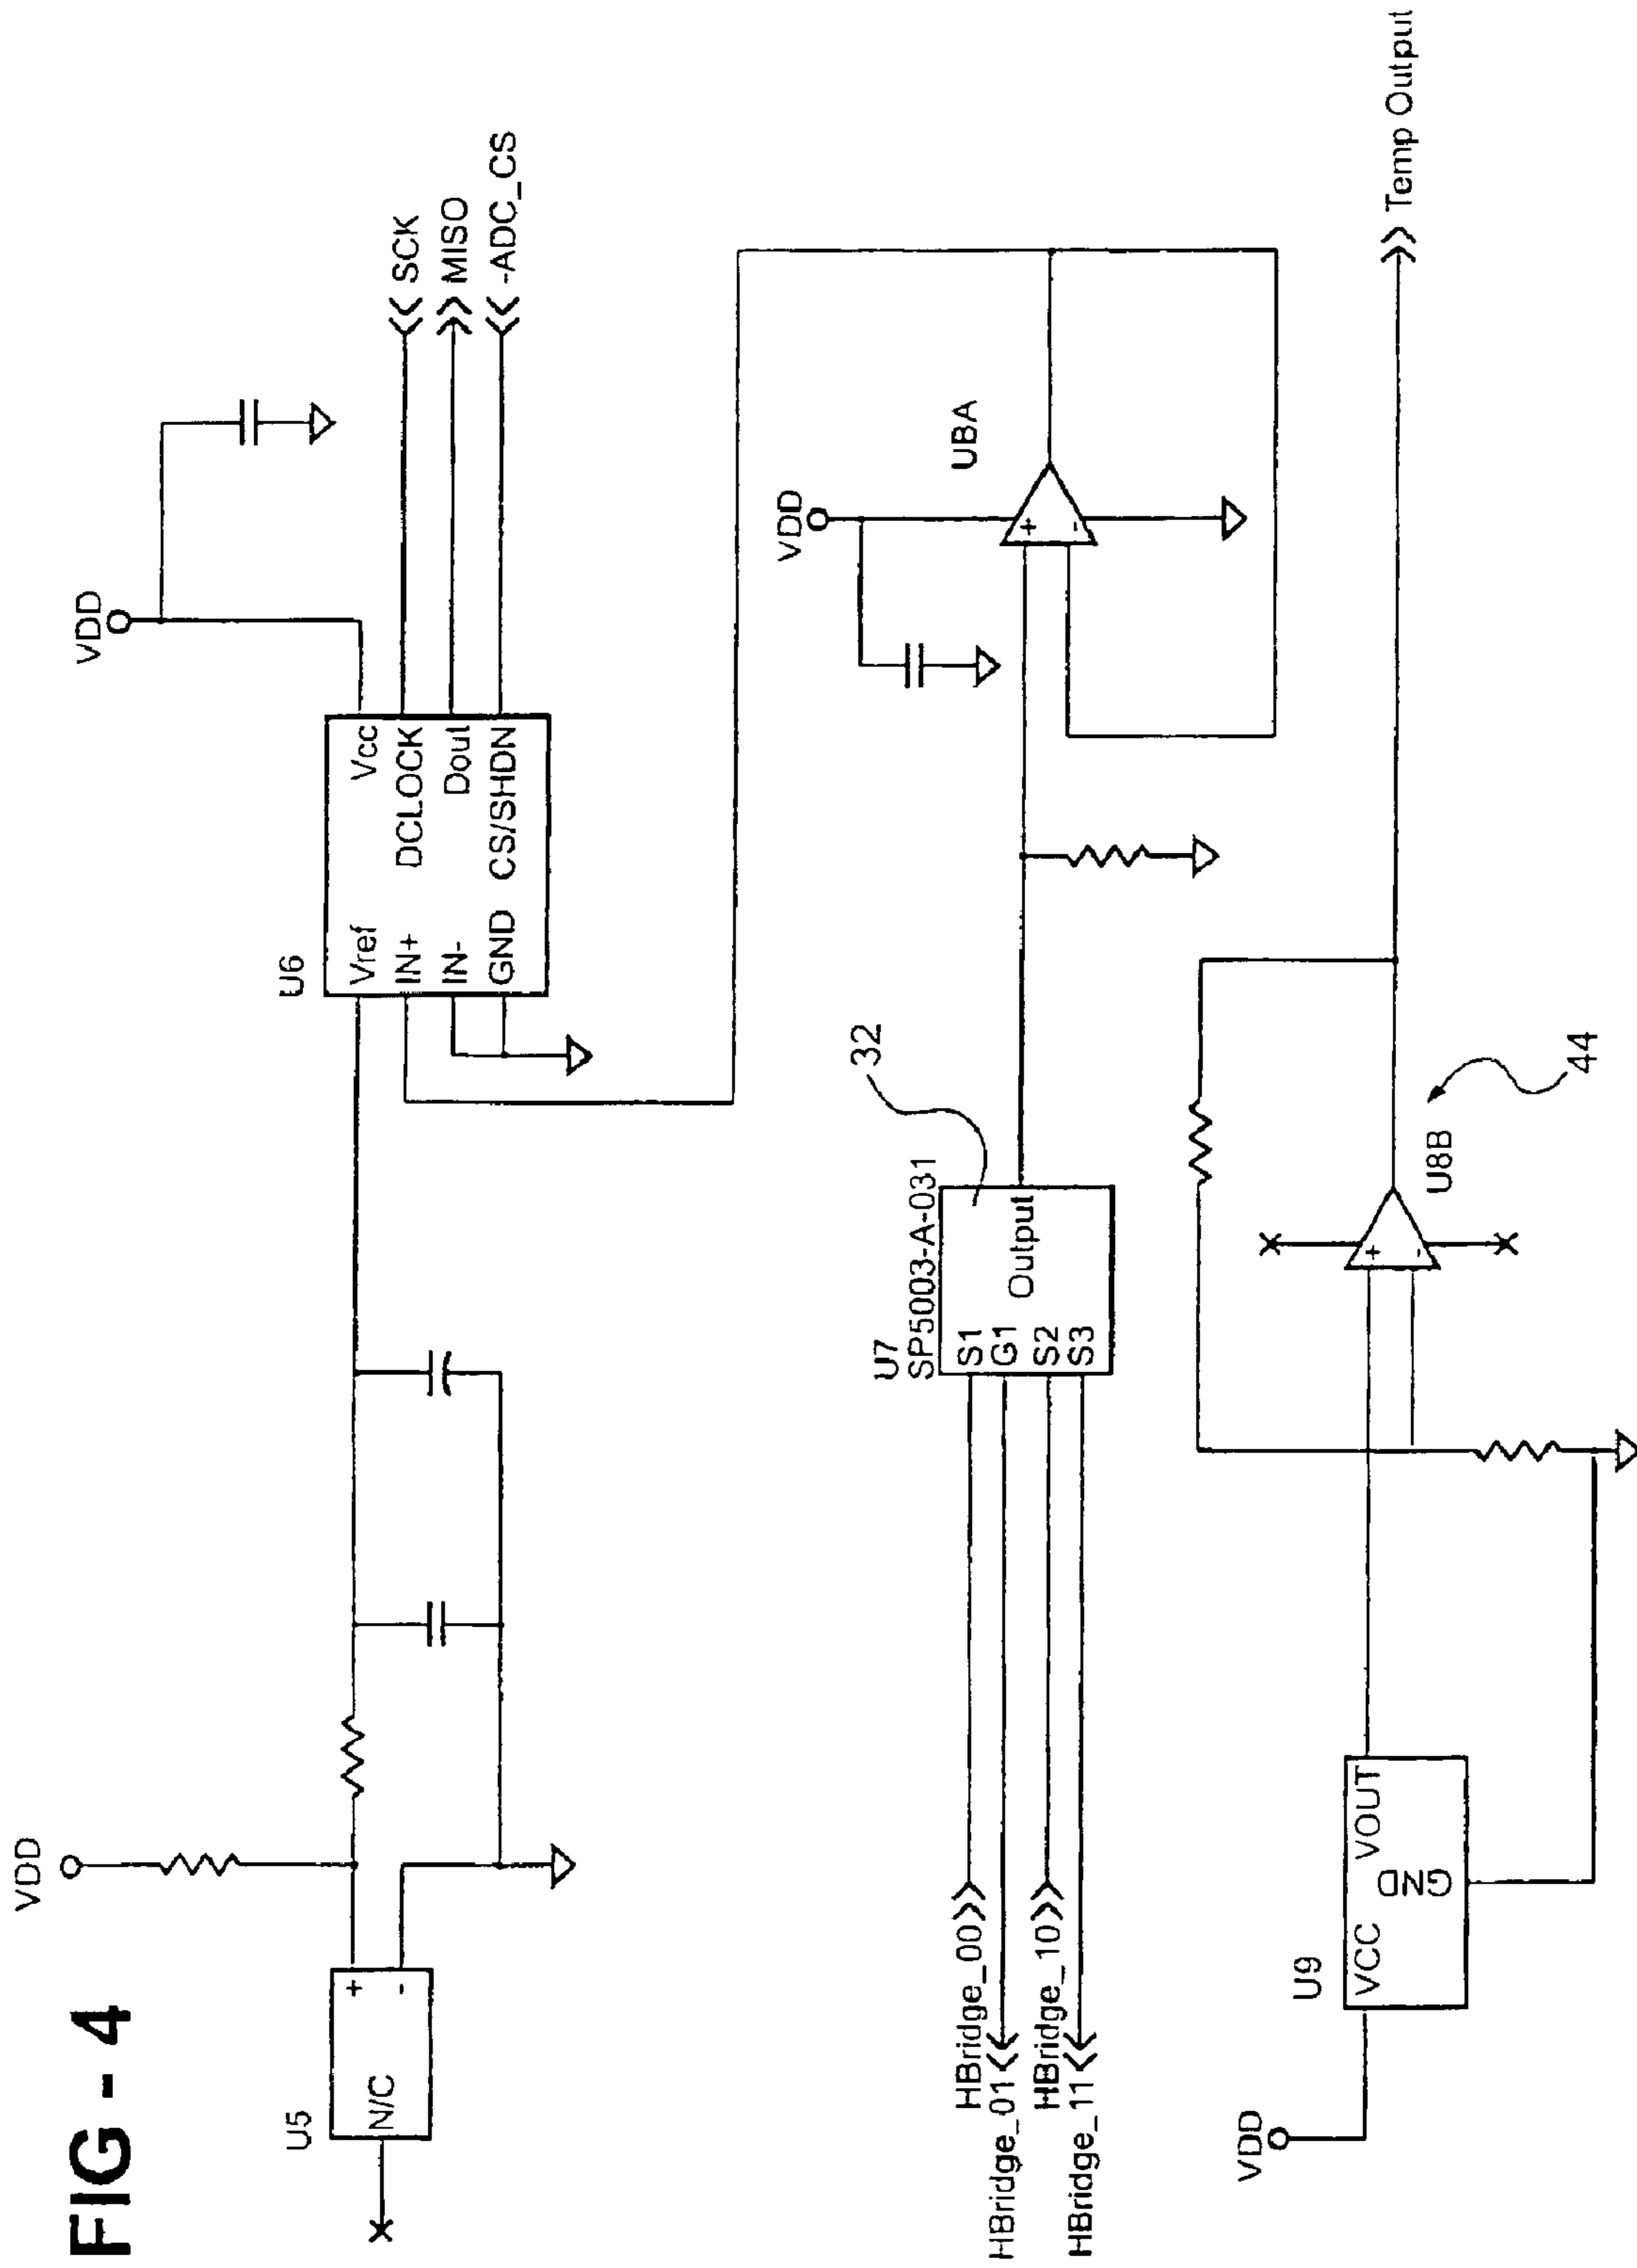 FIG - 4
VDD
U5
N/C
+
-
U6
Vref
IN+
IN-
GND
Vcc
DCLOCK
Dout
CS/SHDN
VDD
SCK
MISO
-ADC_CS
HBridge_00
HBridge_01
HBridge_10
HBridge_11
U7
SP5003-A-031
S1
G1
S2
S3
Output
32
VDD
UBA
+
-
VDD
U9
VCC
VOUT
GND
+
-
U8B
44
Temp Output